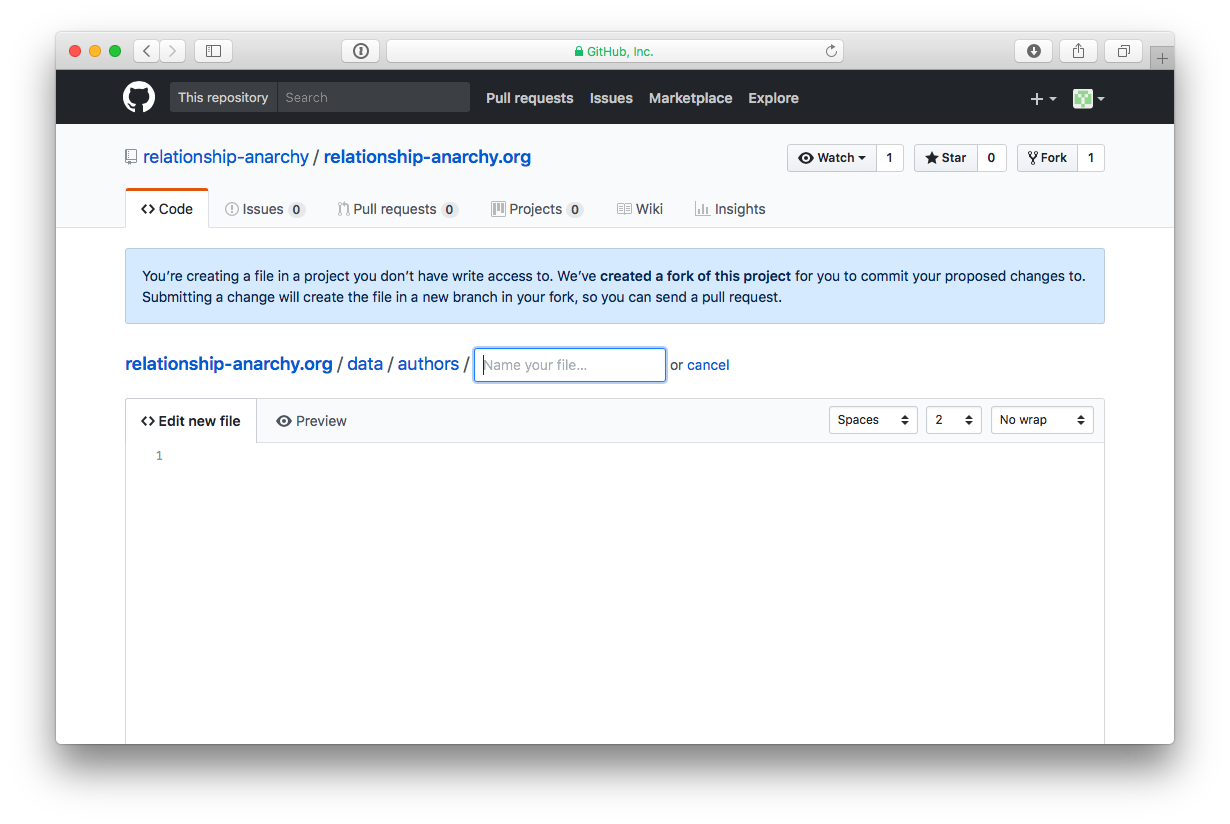 GitHub, Inc.
This repository Search Pull requests Issues Marketplace Explore
relationship-anarchy / relationship-anarchy.org Watch 1 Star 0 Fork 1
Code Issues 0 Pull requests 0 Projects 0 Wiki Insights
You’re creating a file in a project you don’t have write access to. We’ve created a fork of this project for you to commit your proposed changes to.
Submitting a change will create the file in a new branch in your fork, so you can send a pull request.
relationship-anarchy.org / data / authors / Name your file... or cancel
Edit new file Preview Spaces 2 No wrap
1